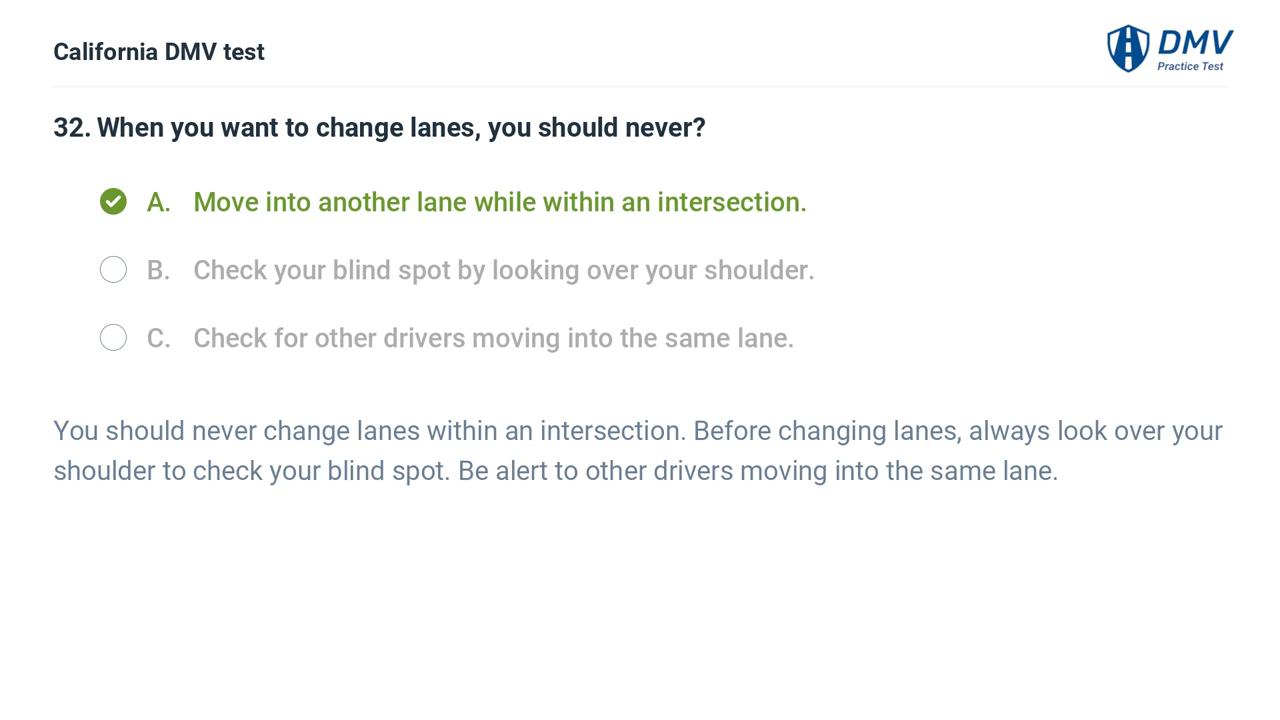 California DMV test
DMV
Practice Test
32. When you want to change lanes, you should never?
A. Move into another lane while within an intersection.
B. Check your blind spot by looking over your shoulder.
C. Check for other drivers moving into the same lane.
You should never change lanes within an intersection. Before changing lanes, always look over your
shoulder to check your blind spot. Be alert to other drivers moving into the same lane.